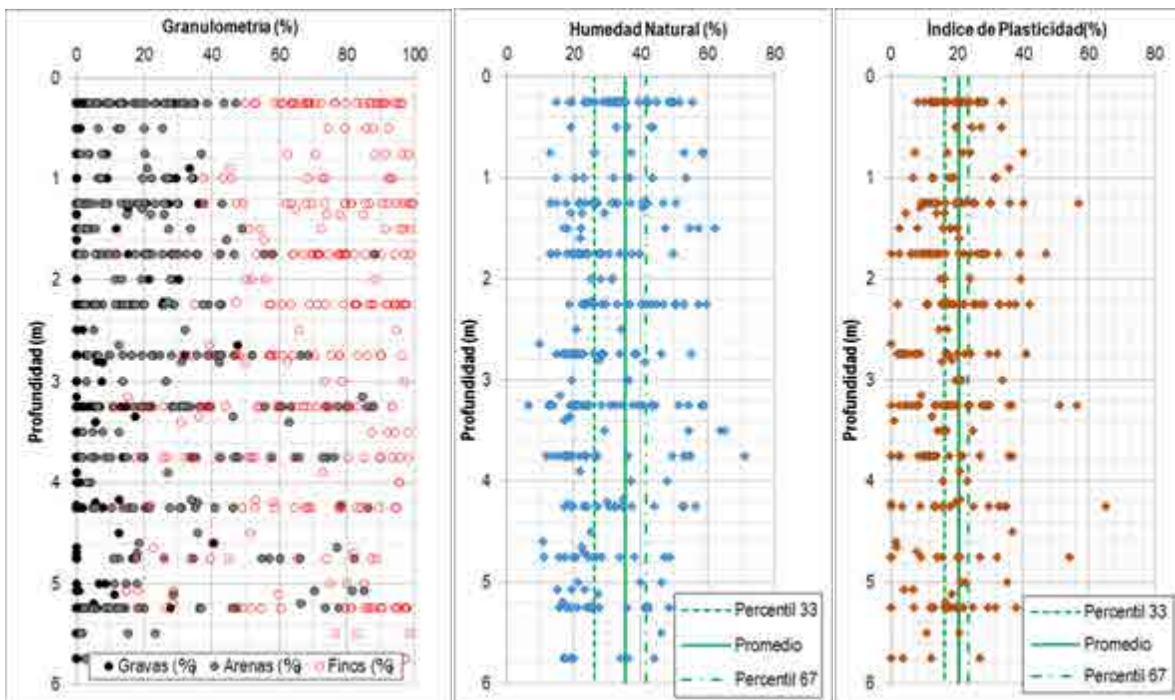 Granulometría (%)
0 20 40 60 80 100
Profundidad (m)
0
1
2
3
4
5
6
Gravas (%) Arenas (%) Finos (%)
Humedad Natural (%)
0 20 40 60 80 100
Profundidad (m)
0
1
2
3
4
5
6
Percentil 33
Promedio
Percentil 67
Índice de Plasticidad(%)
0 20 40 60 80
Profundidad (m)
0
1
2
3
4
5
6
Percentil 33
Promedio
Percentil 67